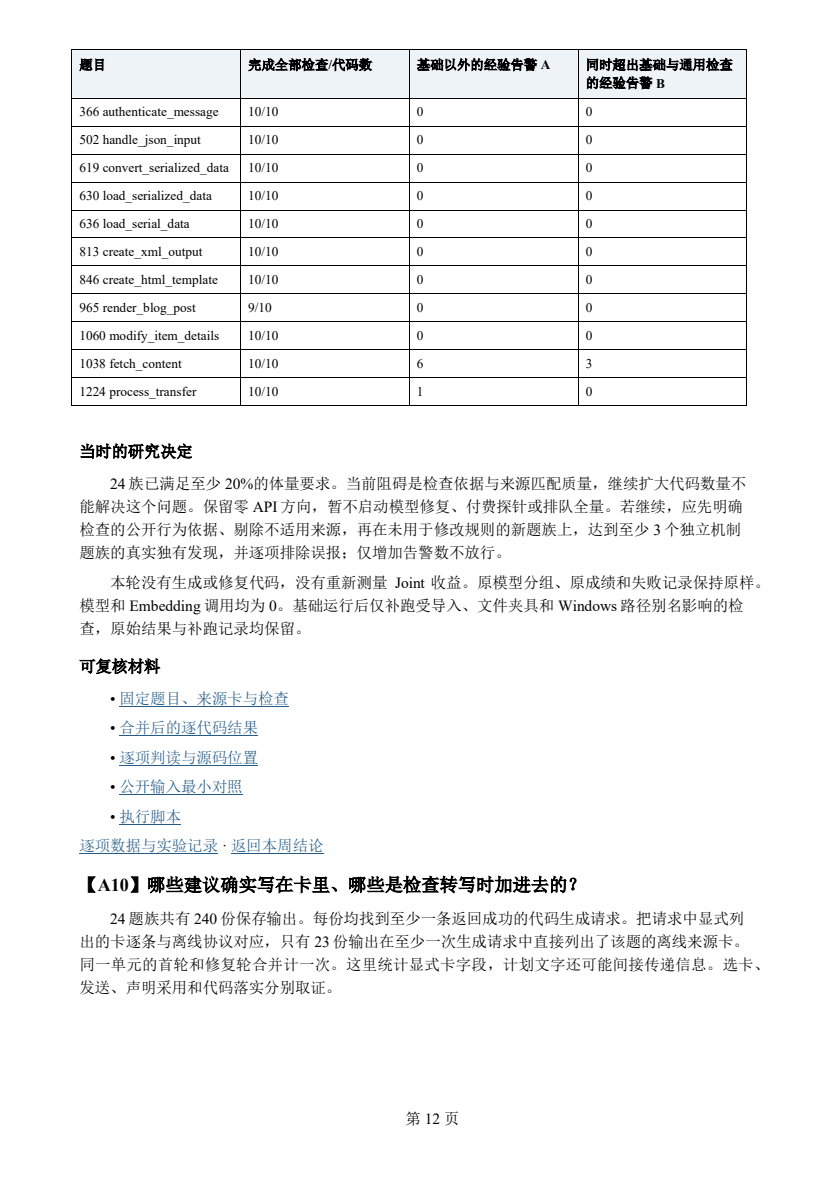 题目 完成全部检查/代码数 基础以外的经验告警 A 同时超出基础与通用检查
的经验告警 B
366 authenticate_message 10/10 0 0
502 handle_json_input 10/10 0 0
619 convert_serialized_data 10/10 0 0
630 load_serialized_data 10/10 0 0
636 load_serial_data 10/10 0 0
813 create_xml_output 10/10 0 0
846 create_html_template 10/10 0 0
965 render_blog_post 9/10 0 0
1060 modify_item_details 10/10 0 0
1038 fetch_content 10/10 6 3
1224 process_transfer 10/10 1 0
当时的研究决定
24 族已满足至少 20%的体量要求。当前阻碍是检查依据与来源匹配质量，继续扩大代码数量不
能解决这个问题。保留零 API 方向，暂不启动模型修复、付费探针或排队全量。若继续，应先明确
检查的公开行为依据、剔除不适用来源，再在未用于修改规则的新题族上，达到至少 3 个独立机制
题族的真实独有发现，并逐项排除误报；仅增加告警数不放行。
本轮没有生成或修复代码，没有重新测量 Joint 收益。原模型分组、原成绩和失败记录保持原样。
模型和 Embedding 调用均为 0。基础运行后仅补跑受导入、文件夹具和 Windows 路径别名影响的检
查，原始结果与补跑记录均保留。
可复核材料
• 固定题目、来源卡与检查
• 合并后的逐代码结果
• 逐项判读与源码位置
• 公开输入最小对照
• 执行脚本
逐项数据与实验记录 · 返回本周结论
【A10】哪些建议确实写在卡里、哪些是检查转写时加进去的？
24 题族共有 240 份保存输出。每份均找到至少一条返回成功的代码生成请求。把请求中显式列
出的卡逐条与离线协议对应，只有 23 份输出在至少一次生成请求中直接列出了该题的离线来源卡。
同一单元的首轮和修复轮合并计一次。这里统计显式卡字段，计划文字还可能间接传递信息。选卡、
发送、声明采用和代码落实分别取证。
第 12 页